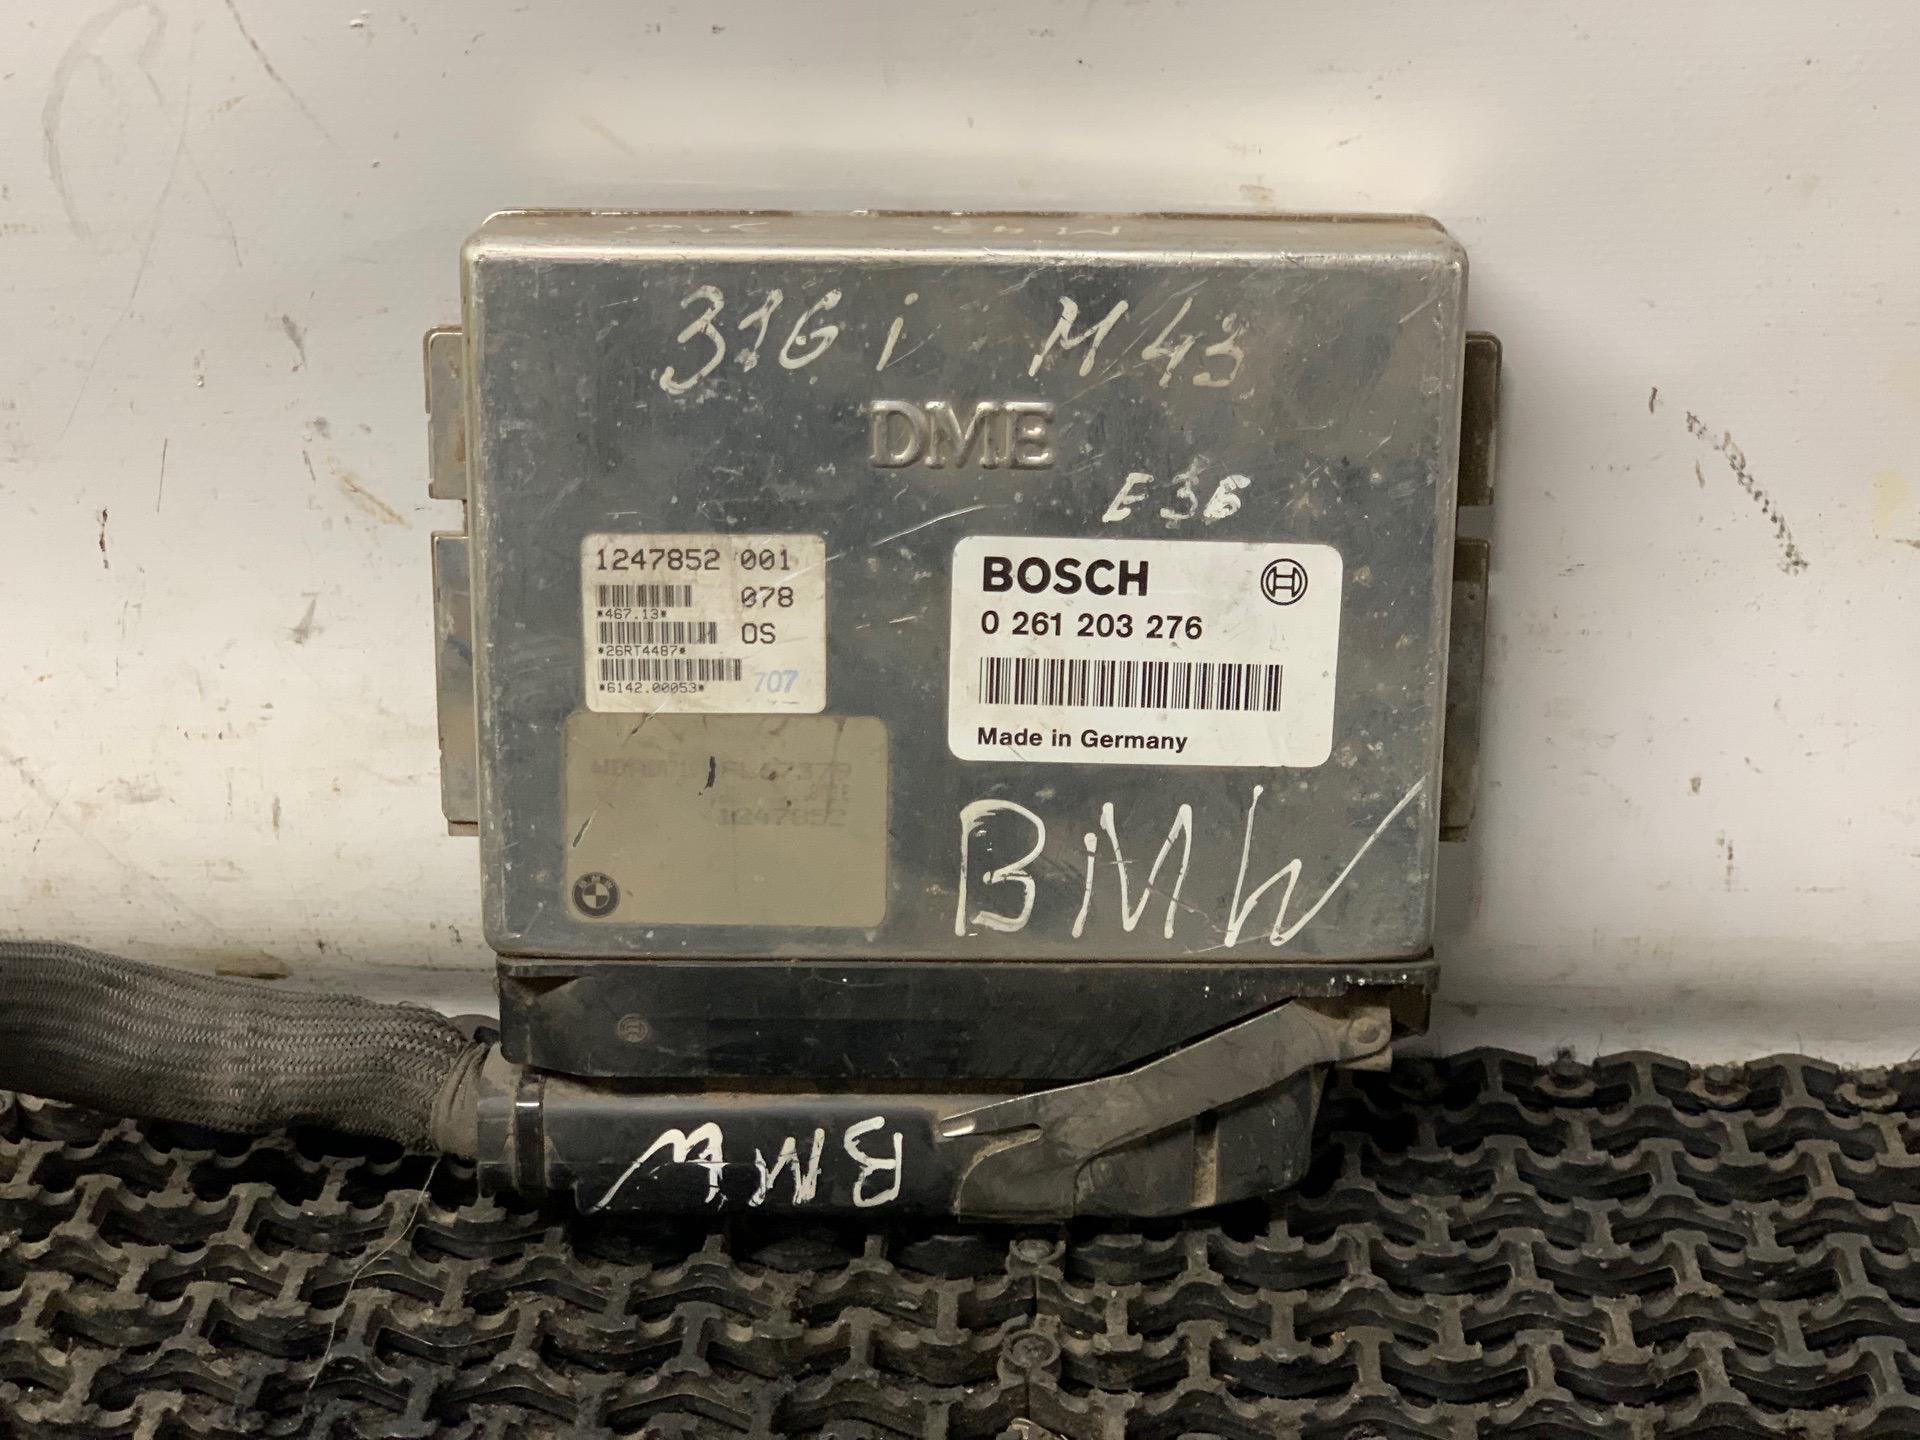 316i M43
DME
E36
1247852 001
078
*467.13*
OS
*26RT4487*
*6142.00053*
707
BOSCH
0 261 203 276
Made in Germany
1247852
BMW
BMW